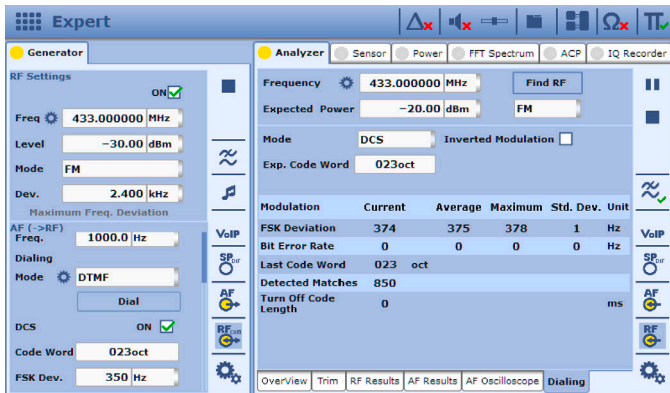 Expert
Generator
RF Settings
ON
Freq 433.000000 MHz
Level -30.00 dBm
Mode FM
Dev. 2.400 kHz
Maximum Freq. Deviation
AF (->RF)
Freq. 1000.0 Hz
Dialing
Mode DTMF
Dial
DCS ON
Code Word 023oct
FSK Dev. 350 Hz
VoIP
SPDIF
AF
RFcom
Analyzer Sensor Power FFT Spectrum ACP IQ Recorder
Frequency 433.000000 MHz Find RF
Expected Power -20.00 dBm FM
Mode DCS Inverted Modulation
Exp. Code Word 023oct
Modulation Current Average Maximum Std. Dev. Unit
FSK Deviation 374 375 378 1 Hz
Bit Error Rate 0 0 0 0 Hz
Last Code Word 023 oct
Detected Matches 850
Turn Off Code
Length 0 ms
OverView Trim RF Results AF Results AF Oscilloscope Dialing
VoIP
SPDIF
AF
RF